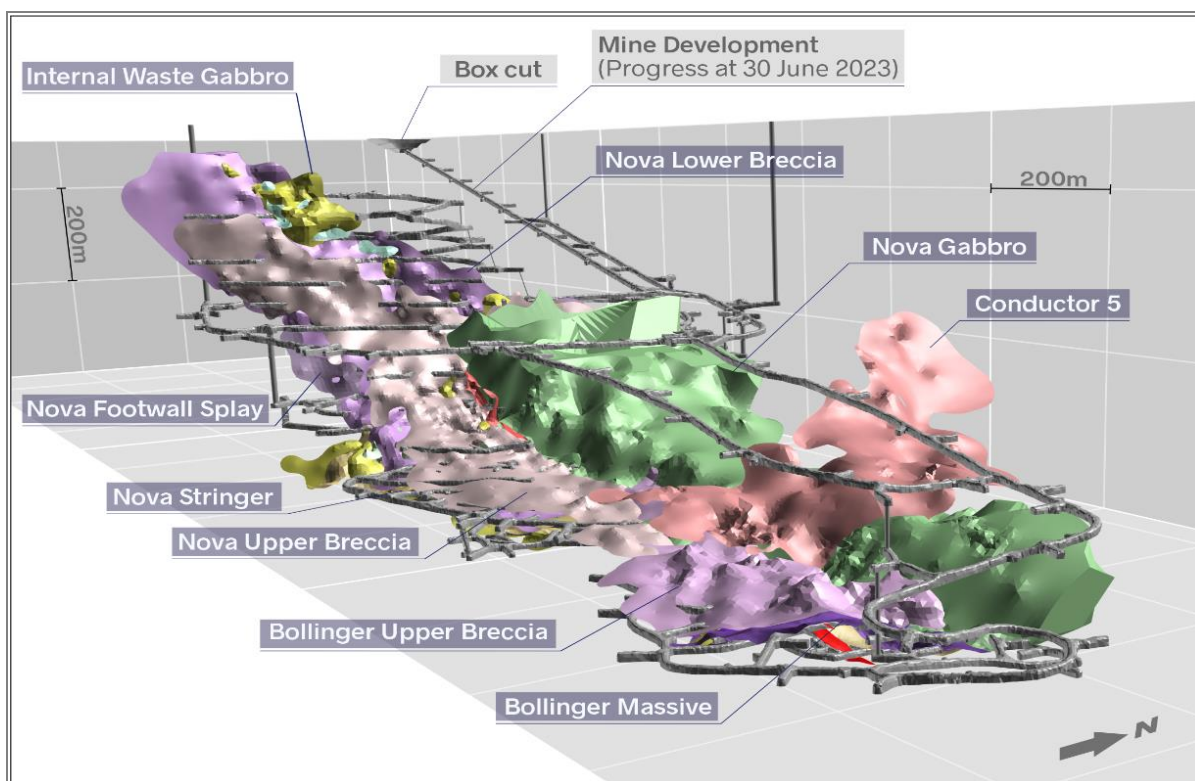 Mine Development
(Progress at 30 June 2023)
Box cut
Internal Waste Gabbro
Nova Lower Breccia
200m
200m
Nova Gabbro
Conductor 5
Nova Footwall Splay
Nova Stringer
Nova Upper Breccia
Bollinger Upper Breccia
Bollinger Massive
N